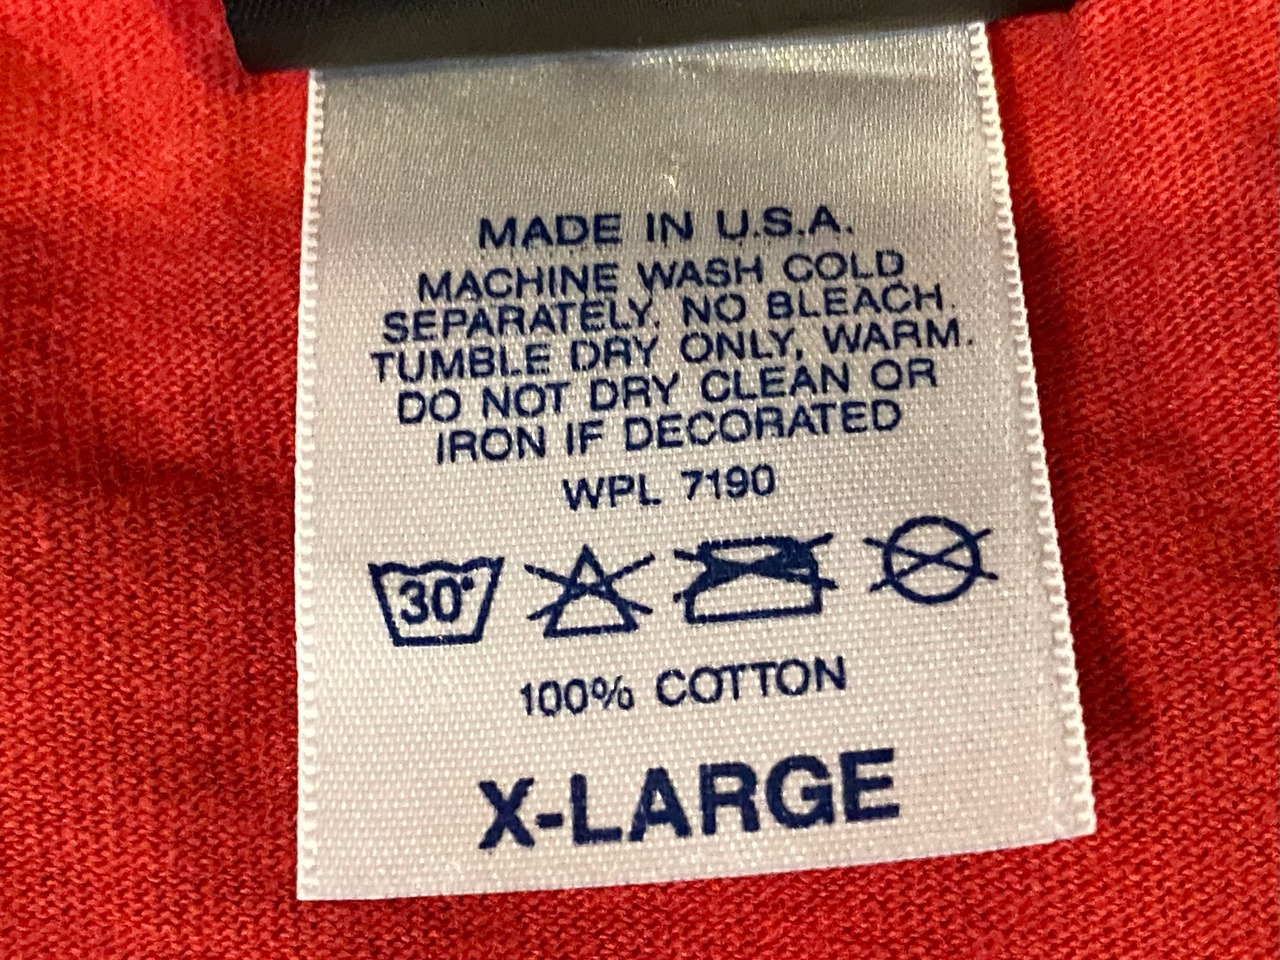 MADE IN U.S.A.
MACHINE WASH COLD
SEPARATELY. NO BLEACH.
TUMBLE DRY ONLY, WARM.
DO NOT DRY CLEAN OR
IRON IF DECORATED
WPL 7190
30°
100% COTTON
X-LARGE